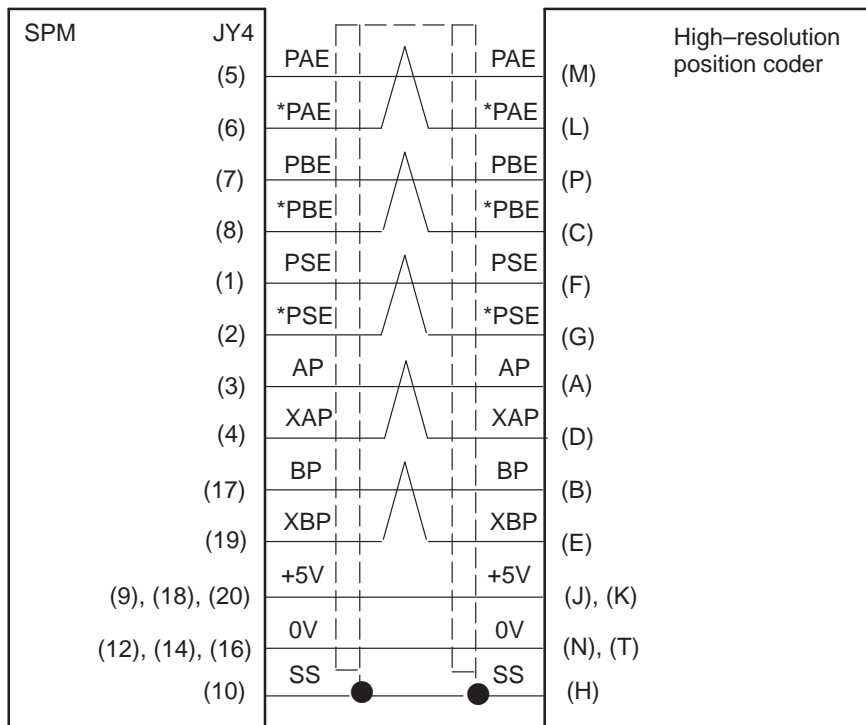 SPM JY4 High–resolution
position coder
(5) PAE PAE (M)
(6) *PAE *PAE (L)
(7) PBE PBE (P)
(8) *PBE *PBE (C)
(1) PSE PSE (F)
(2) *PSE *PSE (G)
(3) AP AP (A)
(4) XAP XAP (D)
(17) BP BP (B)
(19) XBP XBP (E)
(9), (18), (20) +5V +5V (J), (K)
(12), (14), (16) 0V 0V (N), (T)
(10) SS SS (H)